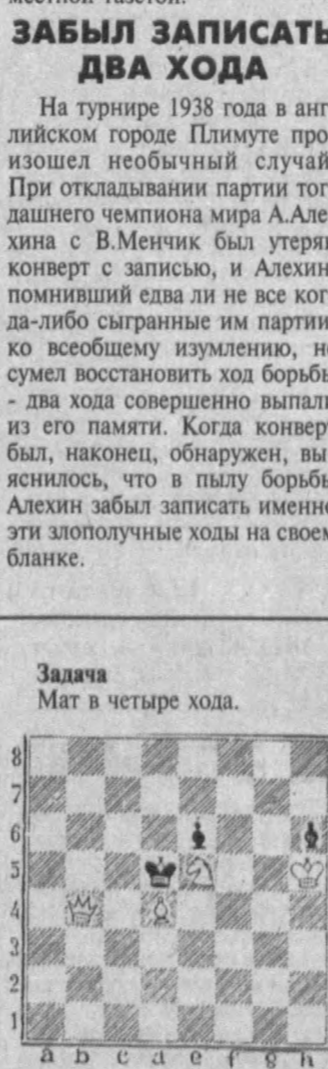 ЗАБЫЛ ЗАПИСАТЬ
ДВА ХОДА
На турнире 1938 года в анг
лийском городе Плимуте про
изошел необычный случай
При откладывании партии тог
дашнего чемпиона мира А.Але
хина с В.Менчик был утерян
конверт с записью, и Алехин
помнивший едва ли не все ког
да-либо сыгранные им партии
ко всеобщему изумлению, не
сумел восстановить ход борьбы
- два хода совершенно выпали
из его памяти. Когда конверт
был, наконец, обнаружен, вы
яснилось, что в пылу борьбы
Алехин забыл записать именно
эти злополучные ходы на своем
бланке.
Задача
Мат в четыре хода.
8
7
6
5
4
3
2
1
a b c d e f g h